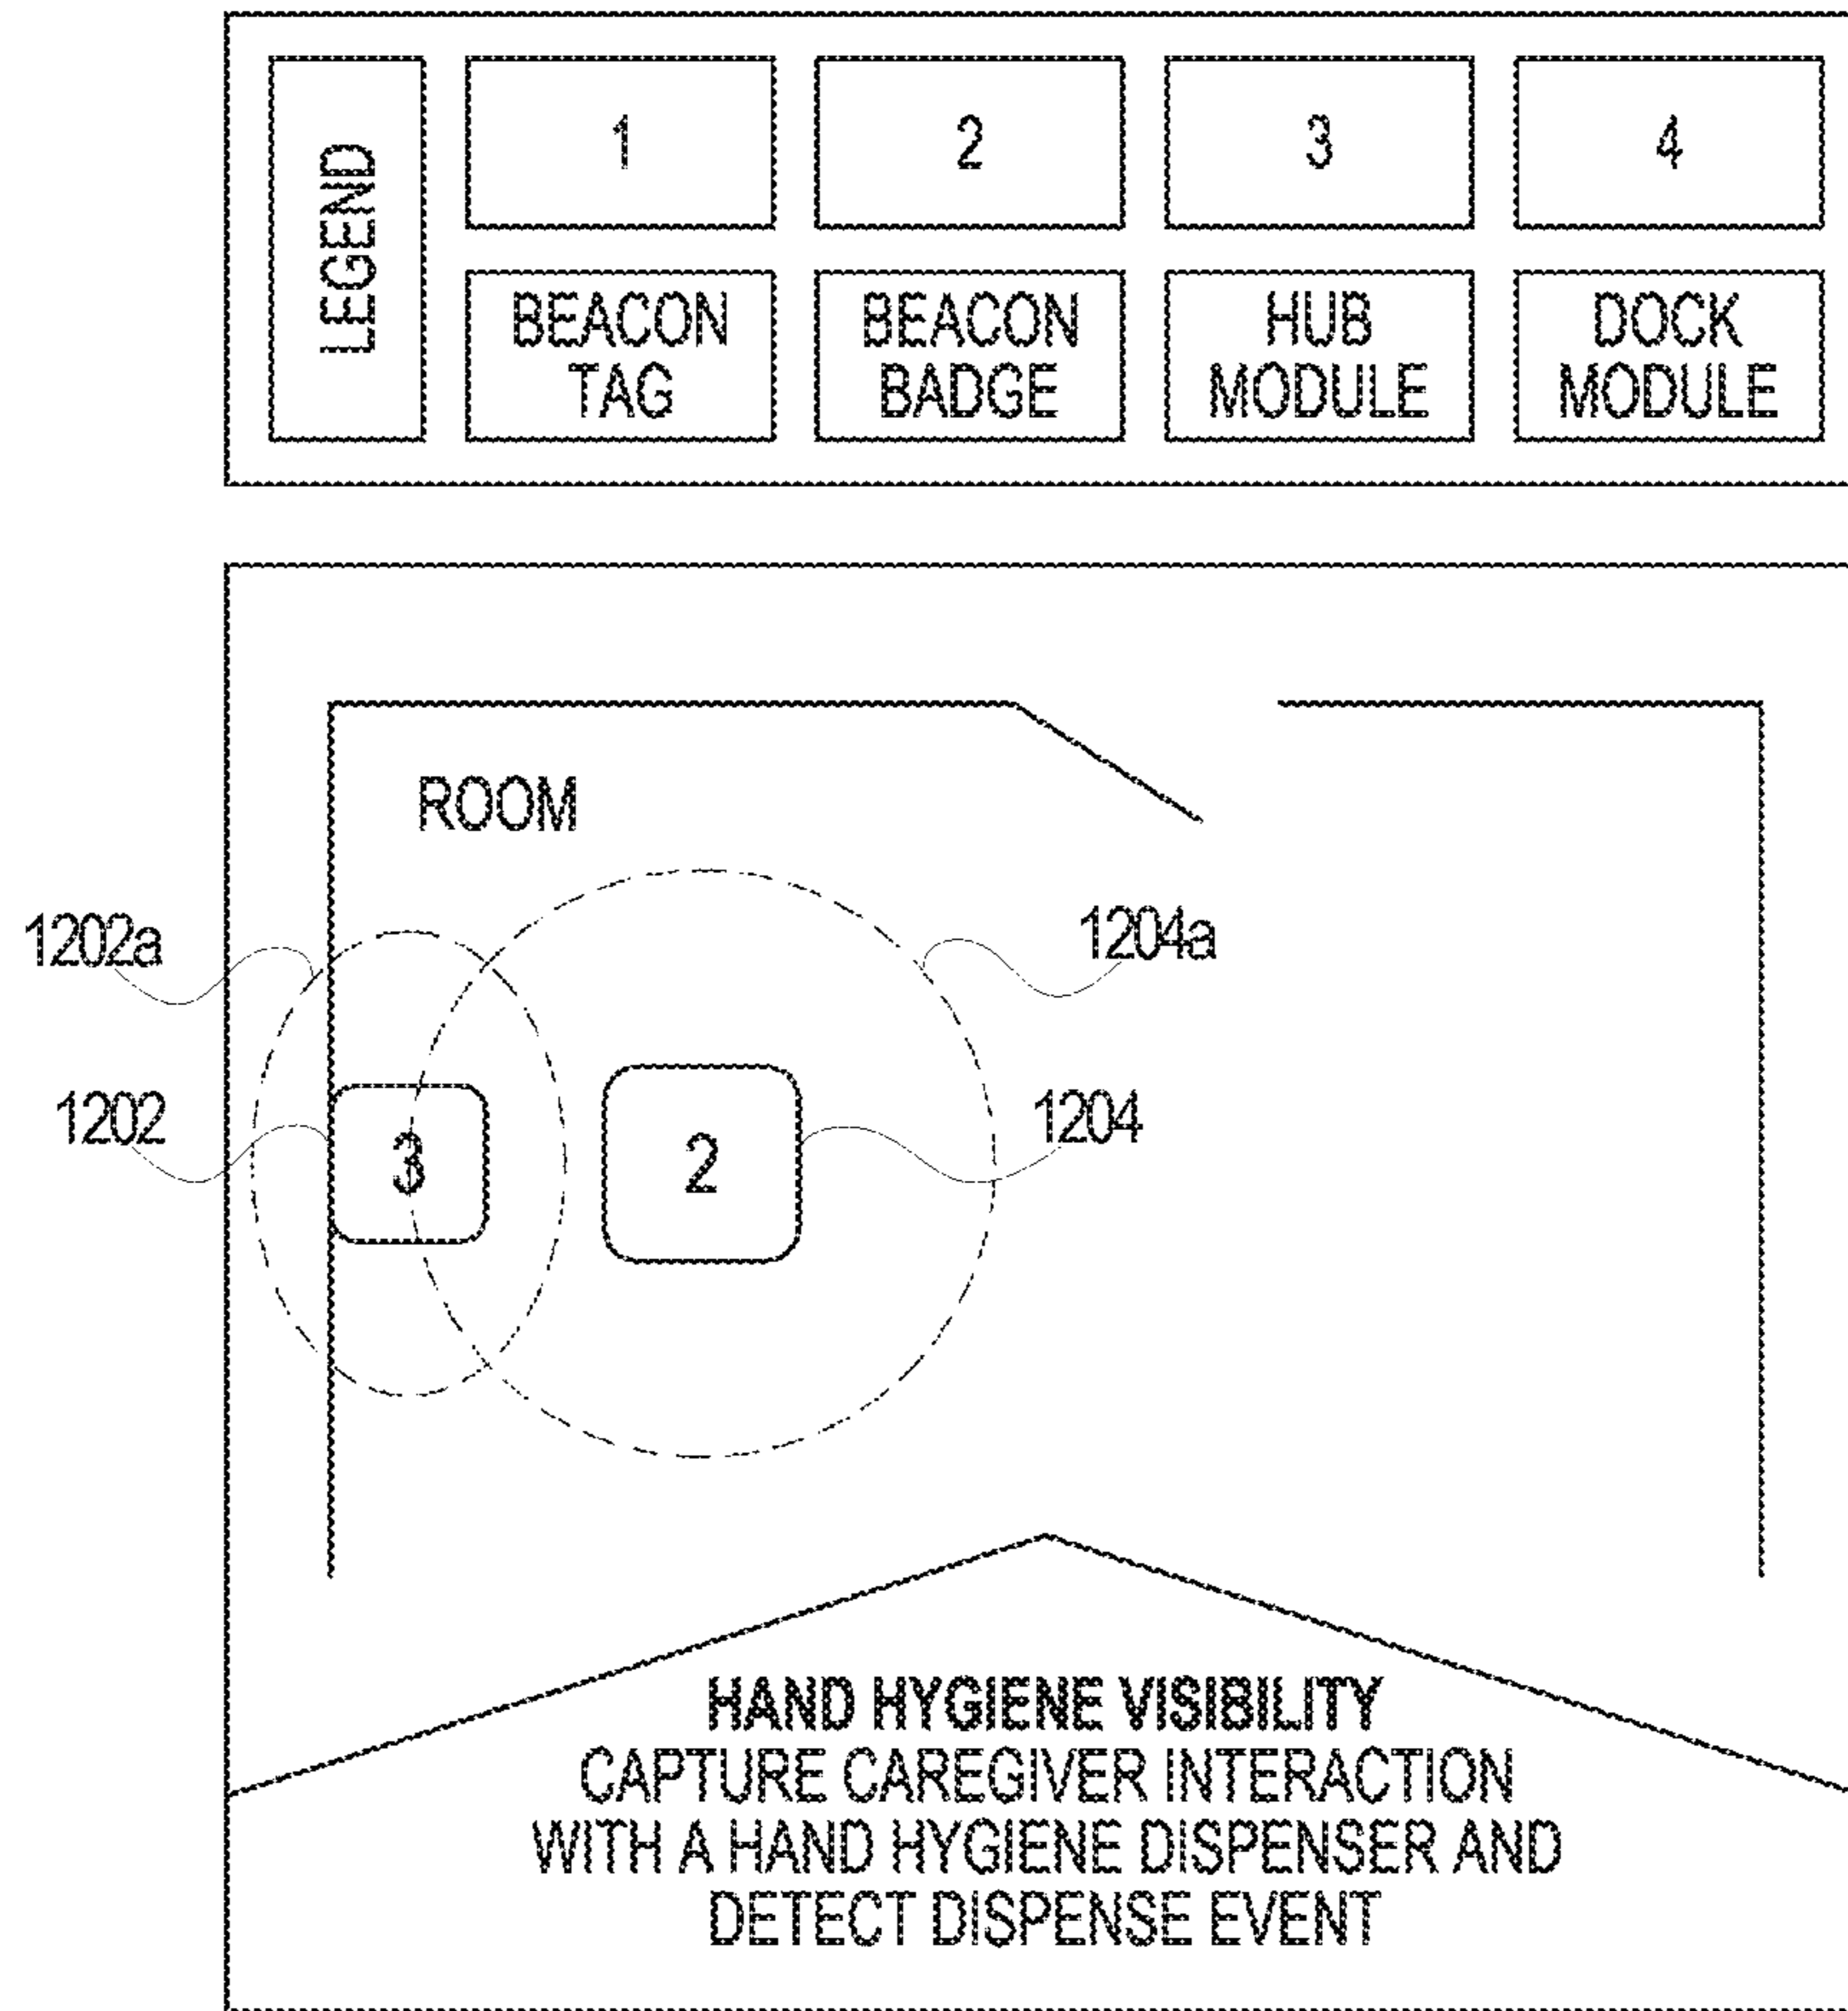 LEGEND
1
2
3
4
BEACON
TAG
BEACON
BADGE
HUB
MODULE
DOCK
MODULE
ROOM
1202a
1204a
1202
3
2
1204
HAND HYGIENE VISIBILITY
CAPTURE CAREGIVER INTERACTION
WITH A HAND HYGIENE DISPENSER AND
DETECT DISPENSE EVENT